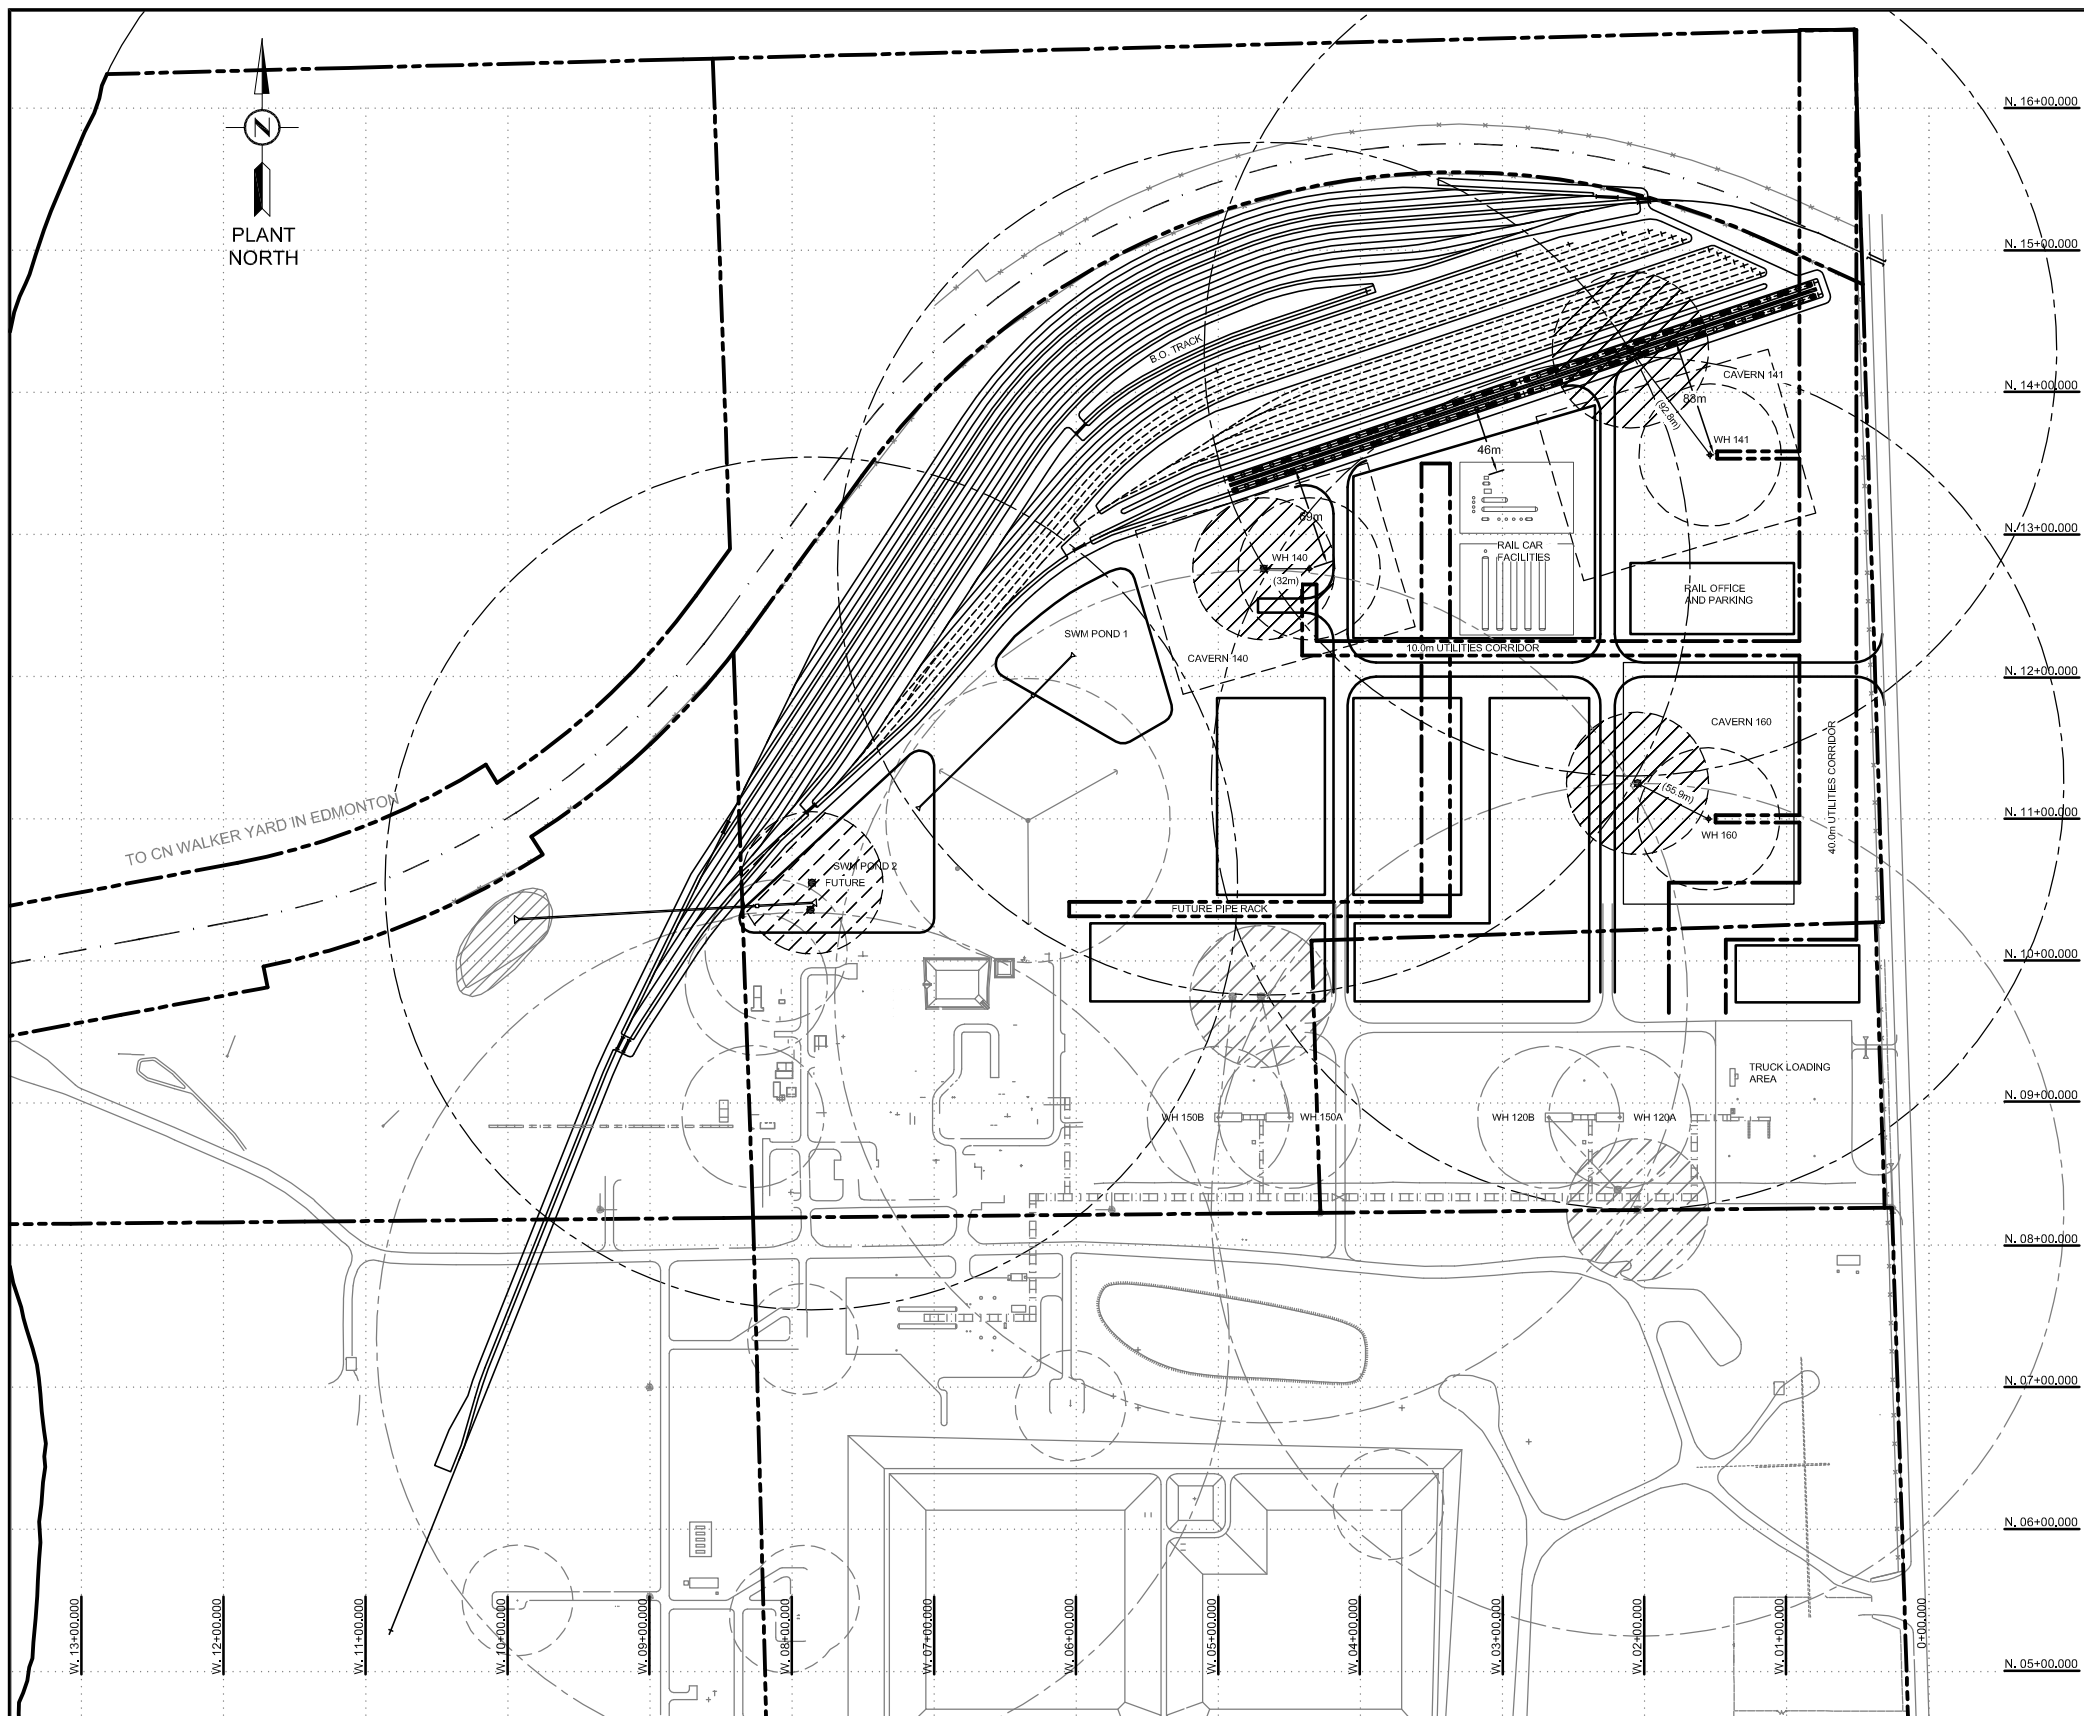 N
PLANT
NORTH
N. 16+00.000
N. 15+00.000
B.O. TRACK
CAVERN 141
N. 14+00.000
83m
(92.8m)
WH 141
46m
69m
N. 13+00.000
RAIL CAR
FACILITIES
WH 140
(32m)
RAIL OFFICE
AND PARKING
SWM POND 1
10.0m UTILITIES CORRIDOR
CAVERN 140
N. 12+00.000
CAVERN 160
40.0m UTILITIES CORRIDOR
(55.9m)
TO CN WALKER YARD IN EDMONTON
N. 11+00.000
WH 160
SWM POND 2
FUTURE
FUTURE PIPE RACK
N. 10+00.000
TRUCK LOADING
AREA
N. 09+00.000
WH 150B
WH 150A
WH 120B
WH 120A
N. 08+00.000
N. 07+00.000
N. 06+00.000
W. 13+00.000
W. 12+00.000
W. 11+00.000
W. 10+00.000
W. 09+00.000
W. 08+00.000
W. 07+00.000
W. 06+00.000
W. 05+00.000
W. 04+00.000
W. 03+00.000
W. 02+00.000
W. 01+00.000
0+00.000
N. 05+00.000